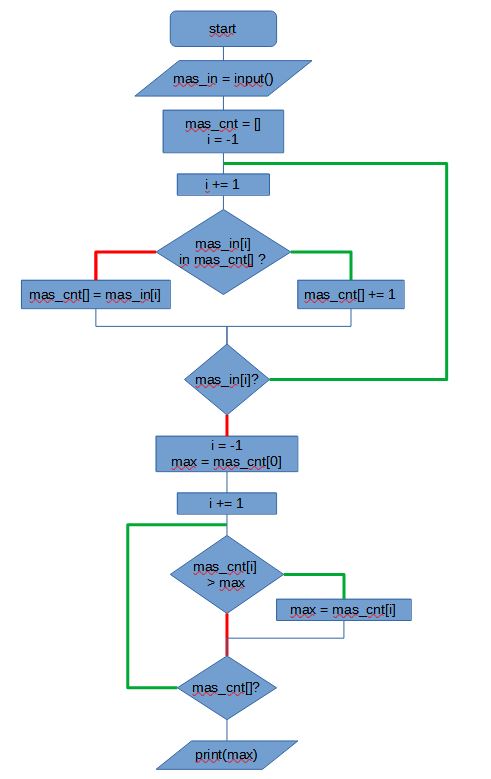 start
mas_in = input()
mas_cnt = []
i = -1
i += 1
mas_in[i]
in mas_cnt[] ?
mas_cnt[] = mas_in[i]
mas_cnt[] += 1
mas_in[i]?
i = -1
max = mas_cnt[0]
i += 1
mas_cnt[i]
> max
max = mas_cnt[i]
mas_cnt[]?
print(max)